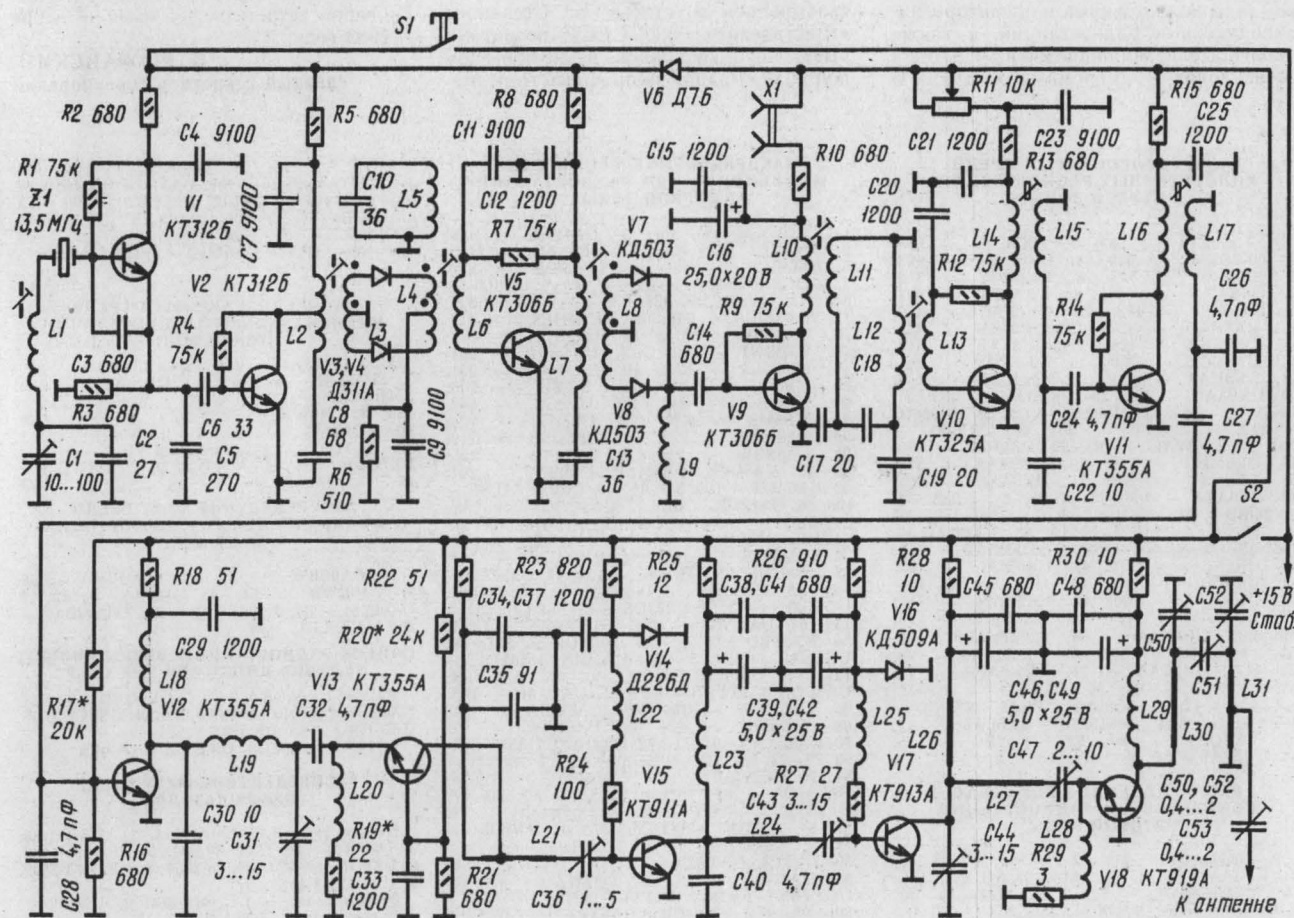 S1
R2 680
C4 9100
R1 75к
Z1
13,5 МГц
V1
КТ312Б
C3 680
R3 680
L1
C1
10...100
C2
27
R4
75к
C6 33
C5
270
V2 КТ312Б
R5 680
C7 9100
L2
C10
36
L5
L3
L4
V3,V4
Д311А
C8
68
R6
510
C9 9100
R8 680
C11 9100
C12 1200
R7 75к
V5
КТ306Б
L6
L7
C13
36
V6 Д7Б
V7
КД503
L8
V8
КД503
L9
C14
680
X1
C15 1200
C16
25,0×20 В
R10 680
L10
R9 75к
V9
КТ306Б
L11
L12
C17 20
C18
C19 20
C20
1200
C21 1200
R11 10к
C23 9100
R13 680
R12 75к
L13
L14
V10
КТ325А
L15
C22 10
C24 4,7пФ
R14
75к
V11
КТ355А
R15 680
C25
1200
L16
L17
C26
4,7пФ
C27
4,7пФ
S2
R18 51
C29 1200
L18
V12 КТ355А
R17*
20к
C28 4,7пФ
R16
680
L19
C30 10
C31
3...15
C32 4,7пФ
L20
R19*
22
C33
1200
V13 КТ355А
R20* 24к
R22 51
R21
680
R23 820
C34, C37 1200
C35 91
L21
C36 1...5
R24
100
L22
V14
Д226Д
R25
12
V15
КТ911А
R26 910
C38, C41 680
C39, C42
5,0×25 В
L23
C40 4,7пФ
L24
R27 27
C43 3...15
L25
V16
КД509А
R28
10
L26
V17
КТ913А
R30 10
C45 680
C48 680
C46, C49
5,0×25 В
C47 2...10
L27
C44
3...15
L28
R29
3
V18 КТ919А
L29
L30
C50
C51
C52
+15 В
Стаб.
L31
C50, C52
0,4...2
C53
0,4...2
К антенне